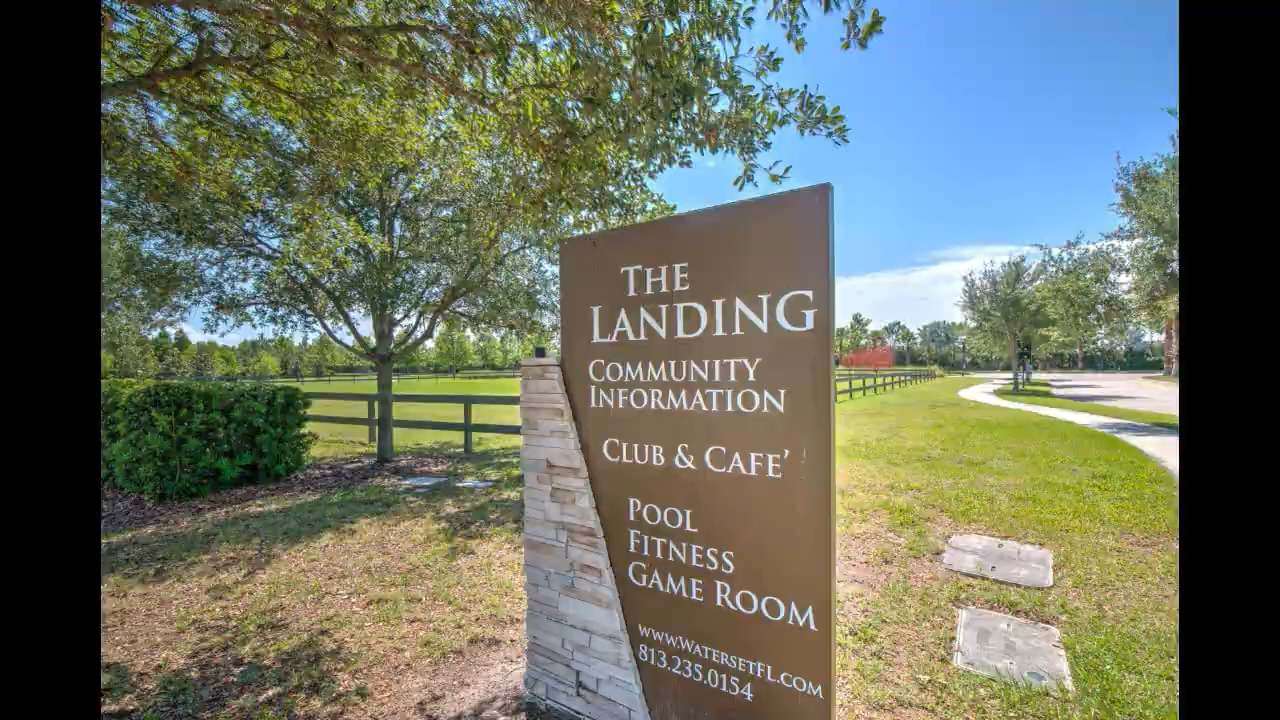 THE
LANDING
COMMUNITY
INFORMATION
CLUB & CAFE'
POOL
FITNESS
GAME ROOM
WWW.WATERSETFL.COM
813.235.0154